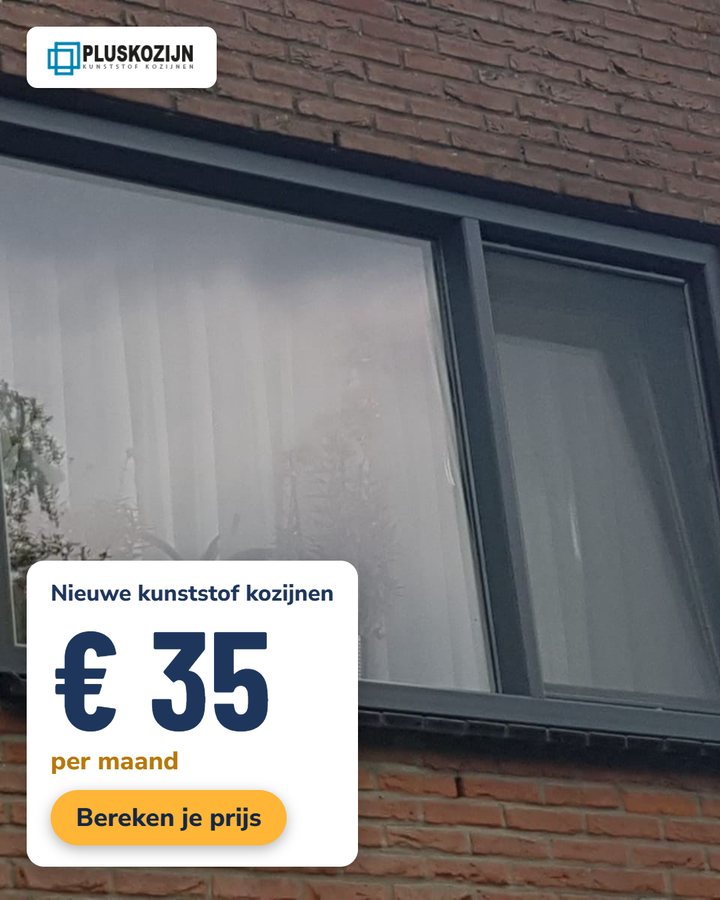 PLUSKOZIJN
KUNSTSTOF KOZIJNEN
Nieuwe kunststof kozijnen
€ 35
per maand
Bereken je prijs